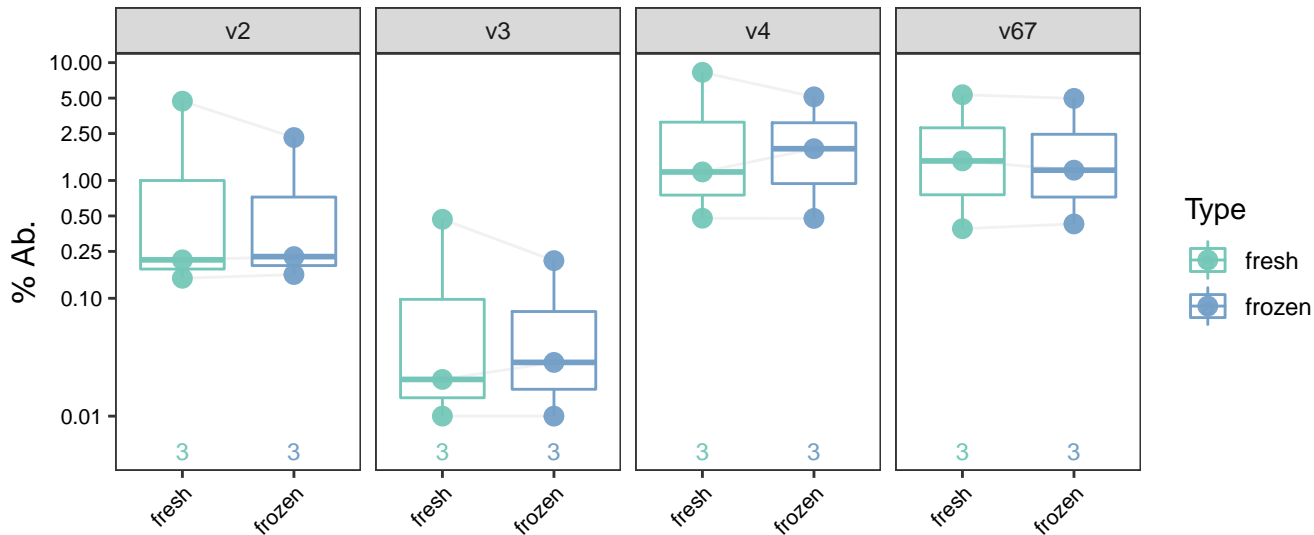 v2 v3 v4 v67
% Ab.
10.00
5.00
2.50
1.00
0.50
0.25
0.10
0.01
3 3 3 3 3 3 3 3
fresh frozen fresh frozen fresh frozen fresh frozen
Type
fresh
frozen